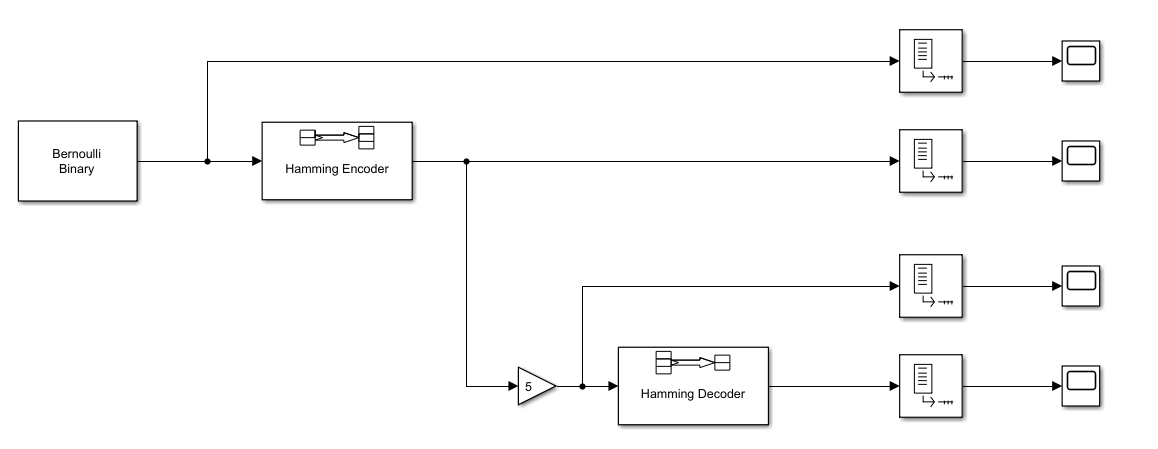 Bernoulli
Binary
Hamming Encoder
5
Hamming Decoder